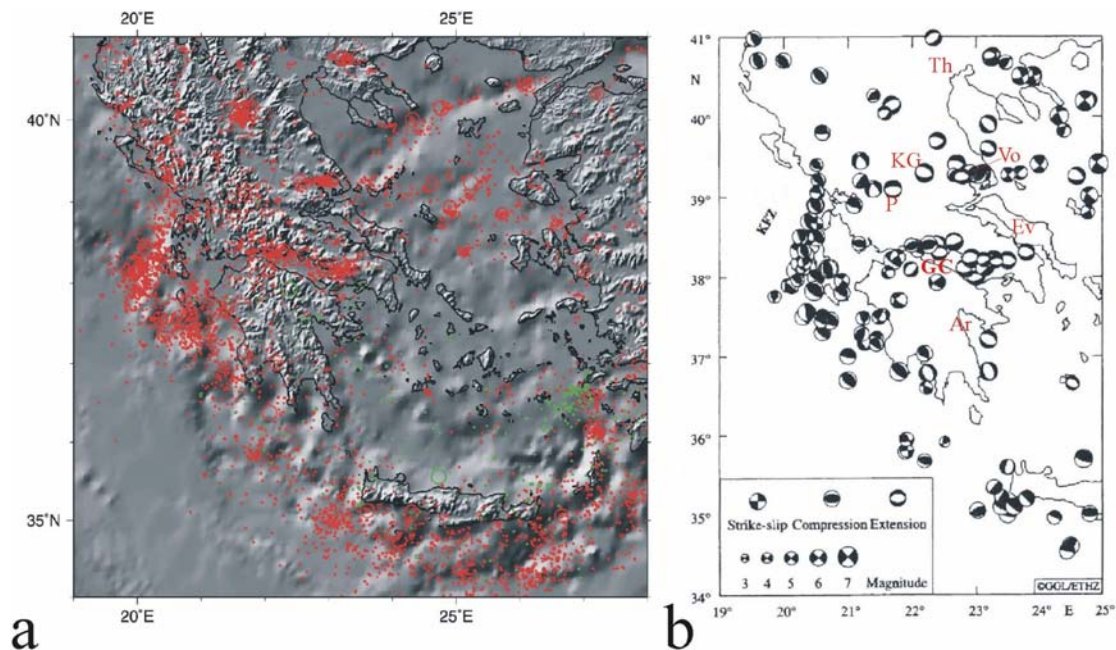 20°E
25°E
40°N
35°N
20°E
25°E
a
41°
N
40°
39°
38°
37°
36°
35°
34°
19°
20°
21°
22°
23°
24°
E
25°
Th
KG
Vo
P
KFZ
Ev
GC
Ar
Strike-slip Compression Extension
3 4 5 6 7 Magnitude
©GGL/ETHZ
b